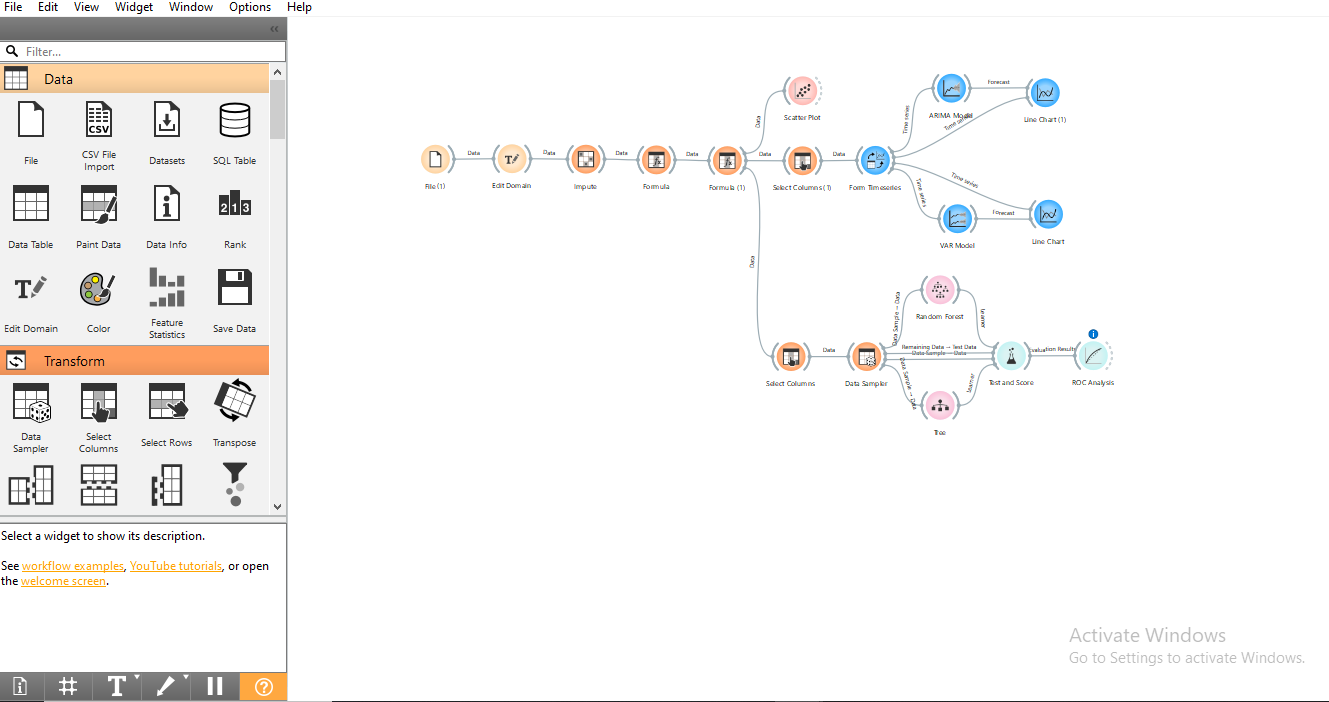 File Edit View Widget Window Options Help
Filter...
Data
File
CSV File
Import
Datasets
SQL Table
CSV
Data Table
Paint Data
Data Info
Rank
2 1 3
Edit Domain
Color
Feature
Statistics
Save Data
Transform
Data
Sampler
Select
Columns
Select Rows
Transpose
Select a widget to show its description.
See workflow examples, YouTube tutorials, or open
the welcome screen.
File (1)
Data
Edit Domain
Data
Impute
Data
Formula
Data
Formula (1)
Data
Scatter Plot
Data
Select Columns (1)
Data
Form Timeseries
Time series
ARIMA Model
Forecast
Time series
Line Chart (1)
Time series
Time series
VAR Model
Forecast
Line Chart
Data
Select Columns
Data
Data Sampler
Data Sample → Data
Random Forest
Learner
Remaining Data → Test Data
Data Sample → Data
Data Sample → Data
Tree
Learner
Test and Score
Evaluation Results
ROC Analysis
Activate Windows
Go to Settings to activate Windows.